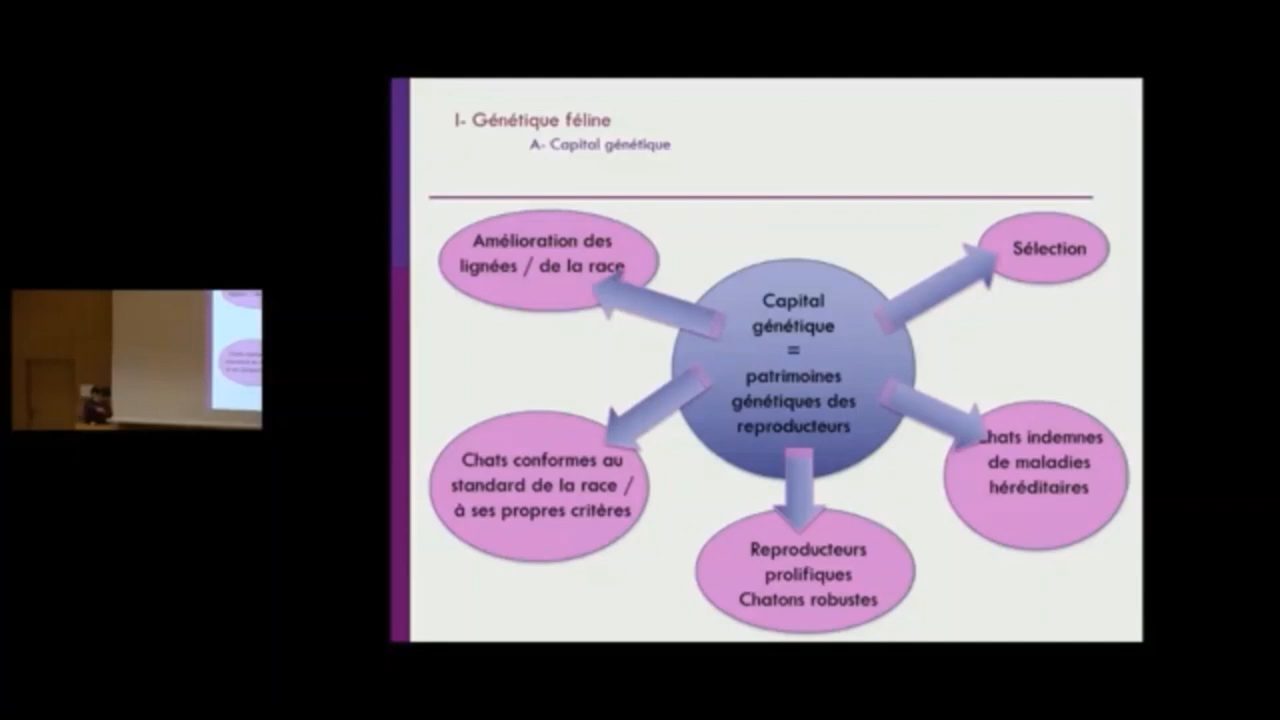 I- Génétique féline
A- Capital génétique
Amélioration des
lignées / de la race
Sélection
Capital
génétique
=
patrimoines
génétiques des
reproducteurs
Chats conformes au
standard de la race /
à ses propres critères
Chats indemnes
de maladies
héréditaires
Reproducteurs
prolifiques
Chatons robustes